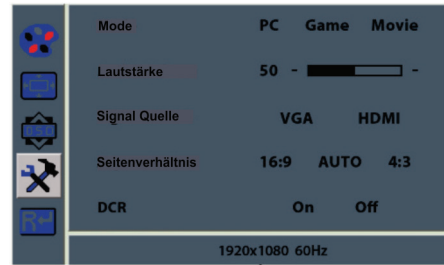 Mode PC Game Movie
Lautstärke 50 - -
Signal Quelle VGA HDMI
OSD
Seitenverhältnis 16:9 AUTO 4:3
DCR On Off
R
1920x1080 60Hz